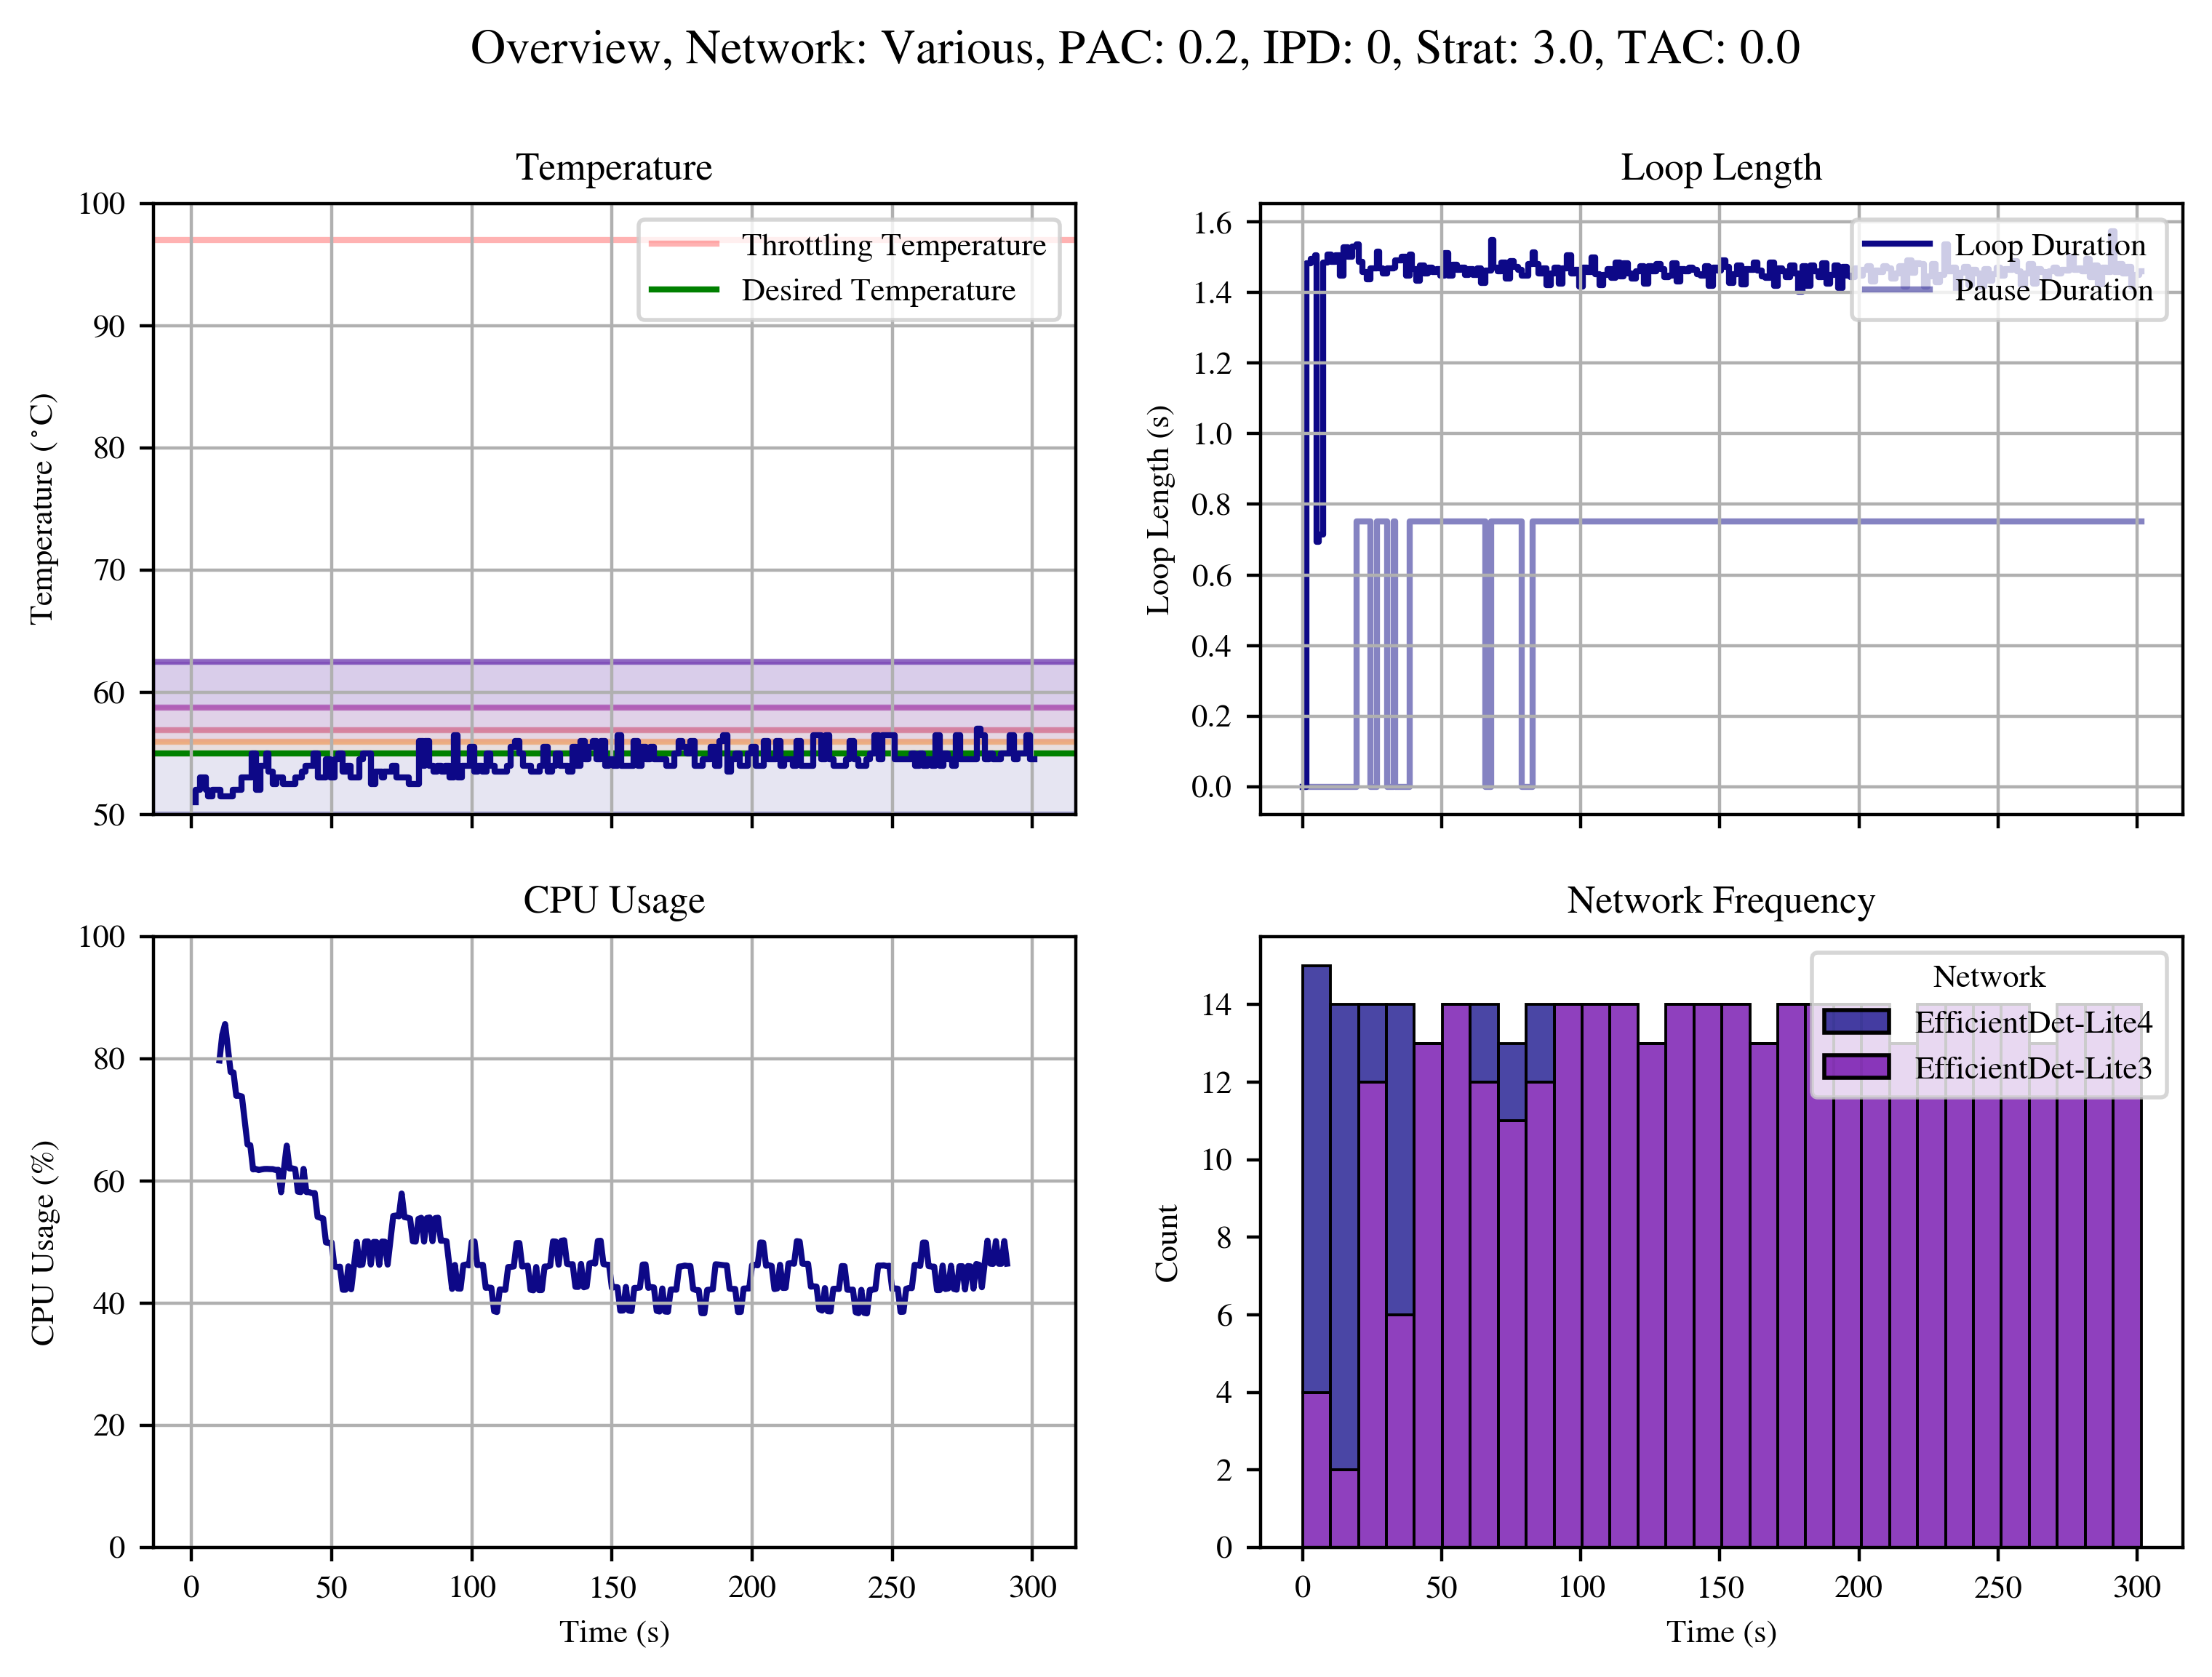 Overview, Network: Various, PAC: 0.2, IPD: 0, Strat: 3.0, TAC: 0.0
Temperature
100
90
80
70
60
50
Temperature (°C)
Throttling Temperature
Desired Temperature
Loop Length
1.6
1.4
1.2
1.0
0.8
0.6
0.4
0.2
0.0
Loop Length (s)
Loop Duration
Pause Duration
CPU Usage
100
80
60
40
20
0
CPU Usage (%)
0 50 100 150 200 250 300
Time (s)
Network Frequency
14
12
10
8
6
4
2
0
Count
Network
EfficientDet-Lite4
EfficientDet-Lite3
0 50 100 150 200 250 300
Time (s)